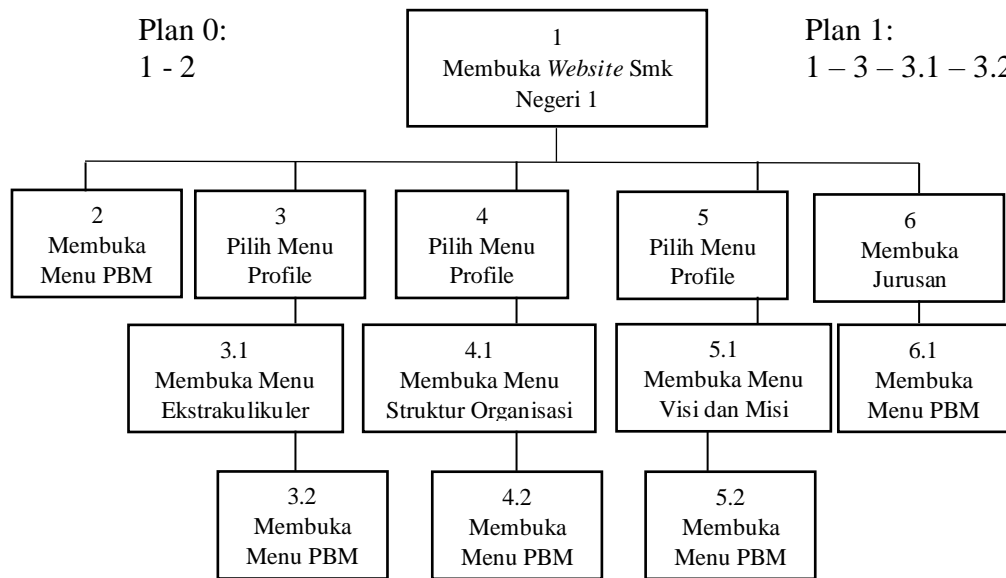 Plan 0:
1 - 2
1
Membuka Website Smk
Negeri 1
Plan 1:
1 – 3 – 3.1 – 3.2
2
Membuka
Menu PBM
3
Pilih Menu
Profile
4
Pilih Menu
Profile
5
Pilih Menu
Profile
6
Membuka
Jurusan
3.1
Membuka Menu
Ekstrakulikuler
4.1
Membuka Menu
Struktur Organisasi
5.1
Membuka Menu
Visi dan Misi
6.1
Membuka
Menu PBM
3.2
Membuka
Menu PBM
4.2
Membuka
Menu PBM
5.2
Membuka
Menu PBM